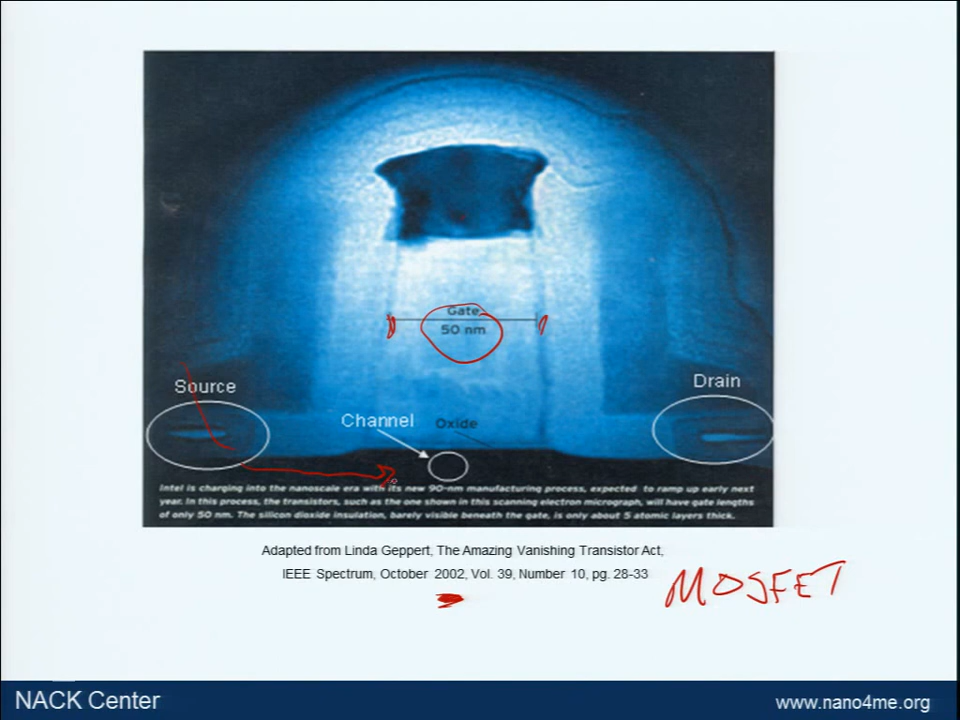 Gate
50 nm
Source
Drain
Channel
Oxide
Intel is charging into the nanoscale era with its new 90-nm manufacturing process, expected to ramp up early next
year. In this process, the transistors, such as the one shown in this scanning electron micrograph, will have gate lengths
of only 50 nm. The silicon dioxide insulation, barely visible beneath the gate, is only about 5 atomic layers thick.
Adapted from Linda Geppert, The Amazing Vanishing Transistor Act,
IEEE Spectrum, October 2002, Vol. 39, Number 10, pg. 28-33
MOSFET
NACK Center
www.nano4me.org